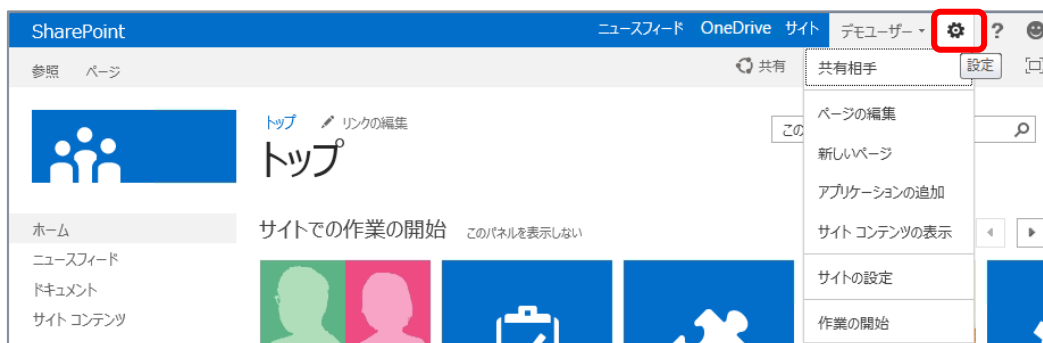 SharePoint ニュースフィード OneDrive サイト デモユーザー ?
参照 ページ 共有 共有相手 設定
トップ リンクの編集
トップ
この
ページの編集
新しいページ
アプリケーションの追加
サイト コンテンツの表示
サイトの設定
作業の開始
ホーム
ニュースフィード
ドキュメント
サイト コンテンツ
サイトでの作業の開始 このパネルを表示しない